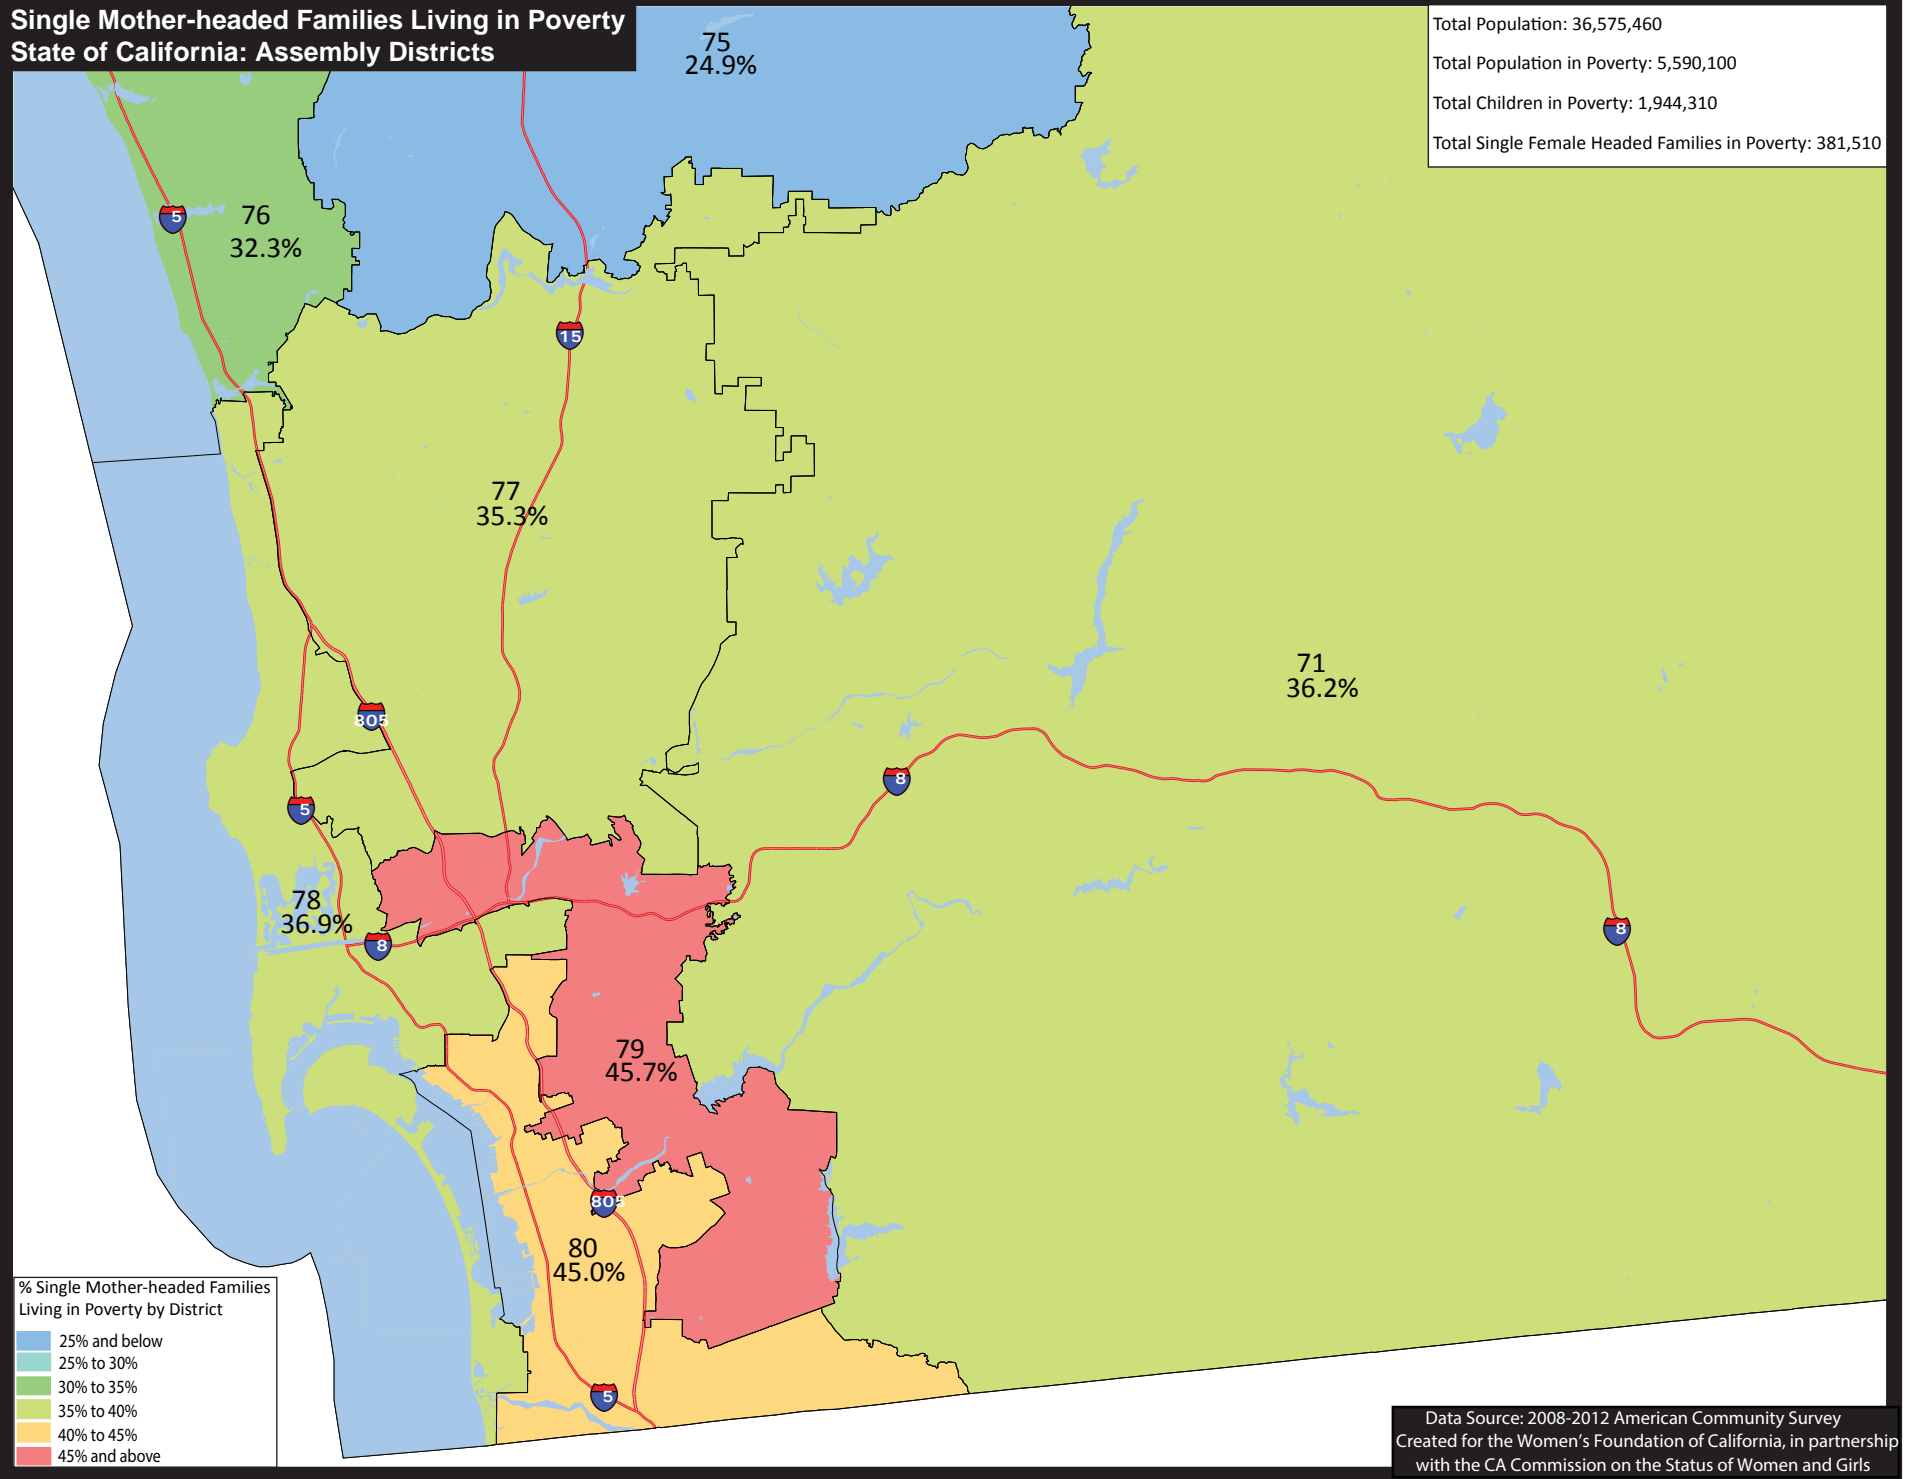 Single Mother-headed Families Living in Poverty
State of California: Assembly Districts
Total Population: 36,575,460
Total Population in Poverty: 5,590,100
Total Children in Poverty: 1,944,310
Total Single Female Headed Families in Poverty: 381,510
75
24.9%
76
32.3%
5
15
77
35.3%
71
36.2%
805
8
5
78
36.9%
8
8
79
45.7%
805
80
45.0%
5
% Single Mother-headed Families
Living in Poverty by District
25% and below
25% to 30%
30% to 35%
35% to 40%
40% to 45%
45% and above
Data Source: 2008-2012 American Community Survey
Created for the Women's Foundation of California, in partnership
with the CA Commission on the Status of Women and Girls